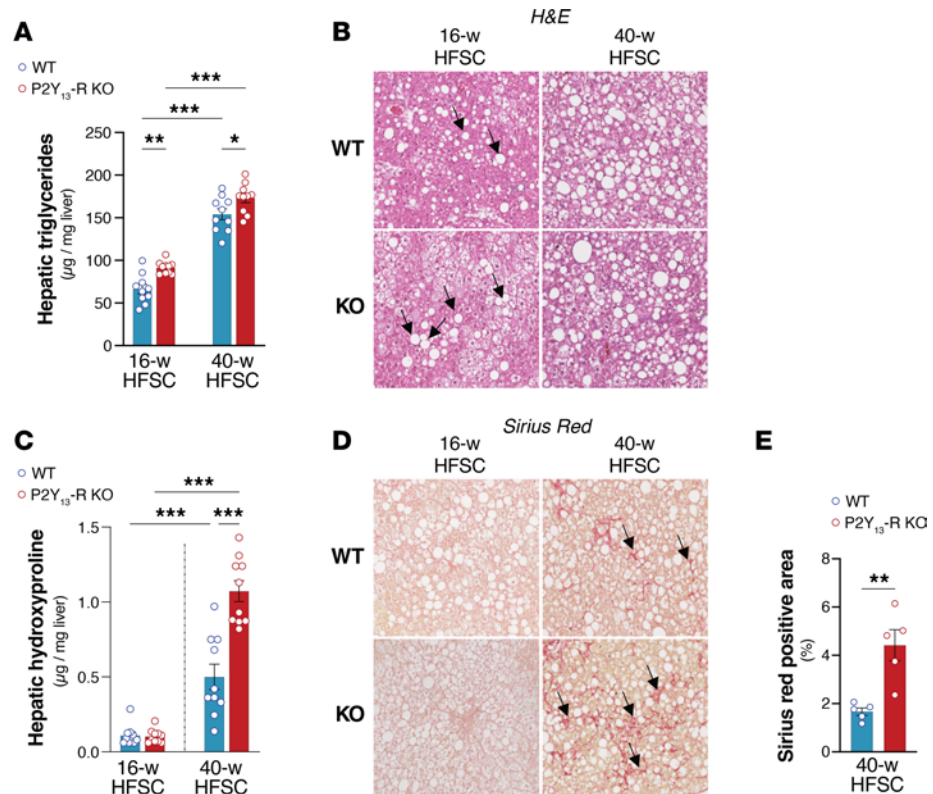 A
WT
P2Y13-R KO
***
***
**
*
Hepatic triglycerides
(µg / mg liver)
250
200
150
100
50
0
16-w
HFSC
40-w
HFSC
B
H&E
16-w
HFSC
40-w
HFSC
WT
KO
C
WT
P2Y13-R KO
***
*** ***
Hepatic hydroxyproline
(µg / mg liver)
1.5
1.0
0.5
0.0
16-w
HFSC
40-w
HFSC
D
Sirius Red
16-w
HFSC
40-w
HFSC
WT
KO
E
WT
P2Y13-R KO
**
Sirius red positive area
(%)
8
6
4
2
0
40-w
HFSC